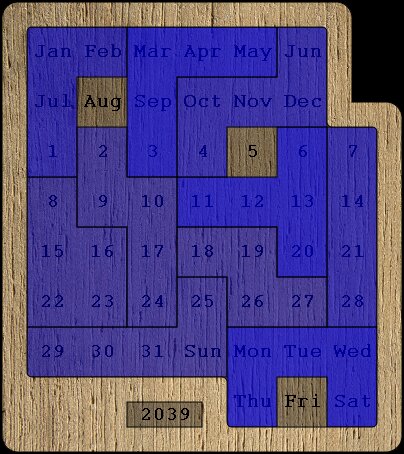 Jan Feb Mar Apr May Jun
Jul Aug Sep Oct Nov Dec
1 2 3 4 5 6 7
8 9 10 11 12 13 14
15 16 17 18 19 20 21
22 23 24 25 26 27 28
29 30 31 Sun Mon Tue Wed
Thu Fri Sat
2039